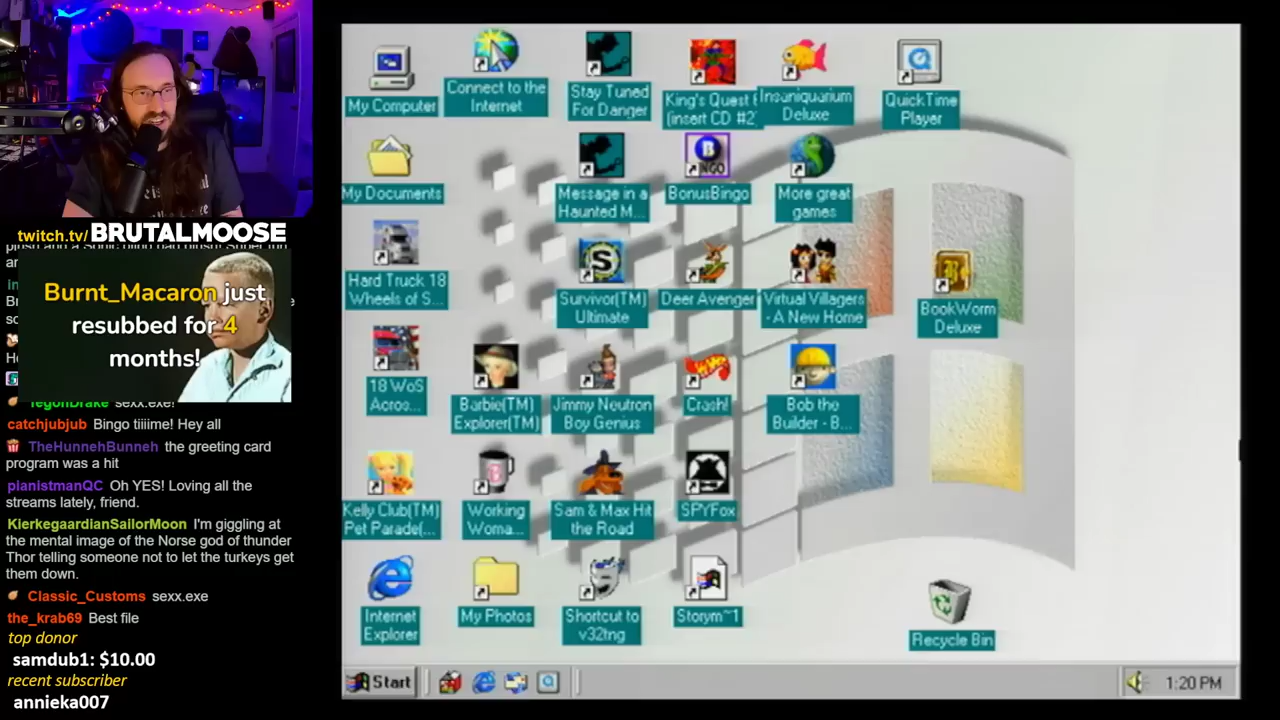 twitch.tv/BRUTALMOOSE
Burnt_Macaron just
resubbed for 4
months!
TegonDrake sexx.exe!
catchjubjub Bingo tiiiime! Hey all
TheHunnehBunneh the greeting card
program was a hit
pianistmanQC Oh YES! Loving all the
streams lately, friend.
KierkegaardianSailorMoon I'm giggling at
the mental image of the Norse god of thunder
Thor telling someone not to let the turkeys get
them down.
Classic_Customs sexx.exe
the_krab69 Best file
top donor
samdub1: $10.00
recent subscriber
annieka007
My Computer
Connect to the
Internet
Stay Tuned
For Danger
King's Quest
(insert CD #2)
Insaniquarium
Deluxe
QuickTime
Player
My Documents
Message in a
Haunted M...
BINGO
BonusBingo
More great
games
Hard Truck 18
Wheels of S...
Survivor(TM)
Ultimate
Deer Avenger
Virtual Villagers
- A New Home
BookWorm
Deluxe
18 WoS
Acros...
Barbie(TM)
Explorer(TM)
Jimmy Neutron
Boy Genius
Crash!
Bob the
Builder - B...
Kelly Club(TM)
Pet Parade(...
Working
Woma...
Sam & Max Hit
the Road
SPYFox
Internet
Explorer
My Photos
Shortcut to
v32tng
Storym~1
Recycle Bin
Start
1:20 PM